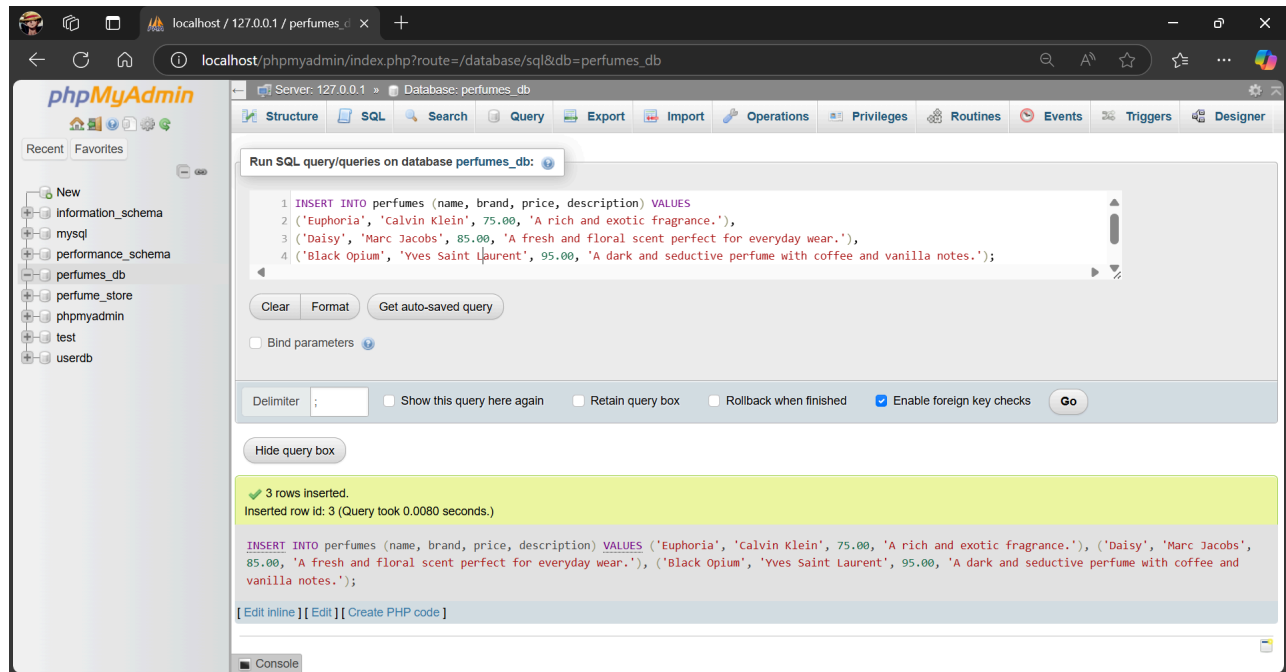 localhost / 127.0.0.1 / perfumes_d
localhost/phpmyadmin/index.php?route=/database/sql&db=perfumes_db
phpMyAdmin
Recent Favorites
New
information_schema
mysql
performance_schema
perfumes_db
perfume_store
phpmyadmin
test
userdb
Server: 127.0.0.1 » Database: perfumes_db
Structure SQL Search Query Export Import Operations Privileges Routines Events Triggers Designer
Run SQL query/queries on database perfumes_db:
1 INSERT INTO perfumes (name, brand, price, description) VALUES
2 ('Euphoria', 'Calvin Klein', 75.00, 'A rich and exotic fragrance.'),
3 ('Daisy', 'Marc Jacobs', 85.00, 'A fresh and floral scent perfect for everyday wear.'),
4 ('Black Opium', 'Yves Saint Laurent', 95.00, 'A dark and seductive perfume with coffee and vanilla notes.');
Clear Format Get auto-saved query
Bind parameters
Delimiter ; Show this query here again Retain query box Rollback when finished Enable foreign key checks Go
Hide query box
3 rows inserted.
Inserted row id: 3 (Query took 0.0080 seconds.)
INSERT INTO perfumes (name, brand, price, description) VALUES ('Euphoria', 'Calvin Klein', 75.00, 'A rich and exotic fragrance.'), ('Daisy', 'Marc Jacobs',
85.00, 'A fresh and floral scent perfect for everyday wear.'), ('Black Opium', 'Yves Saint Laurent', 95.00, 'A dark and seductive perfume with coffee and
vanilla notes.');
[ Edit inline ] [ Edit ] [ Create PHP code ]
Console